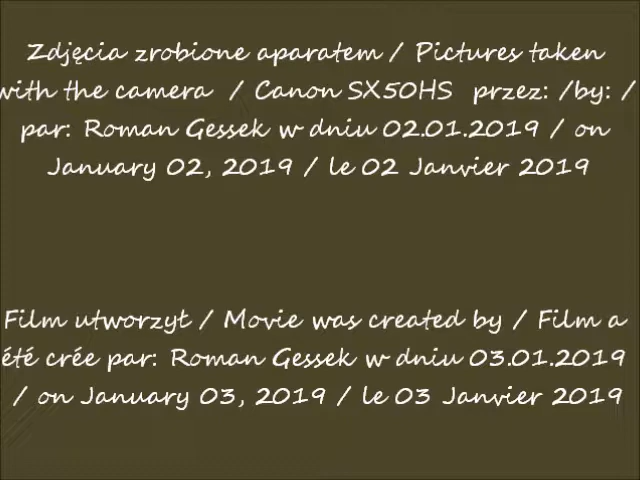 Zdjęcia zrobione aparatem / Pictures taken
with the camera / Canon SX50HS przez: /by: /
par: Roman Gessek w dniu 02.01.2019 / on
January 02, 2019 / le 02 Janvier 2019
Film utworzył / Movie was created by / Film a
été crée par: Roman Gessek w dniu 03.01.2019
/ on January 03, 2019 / le 03 Janvier 2019